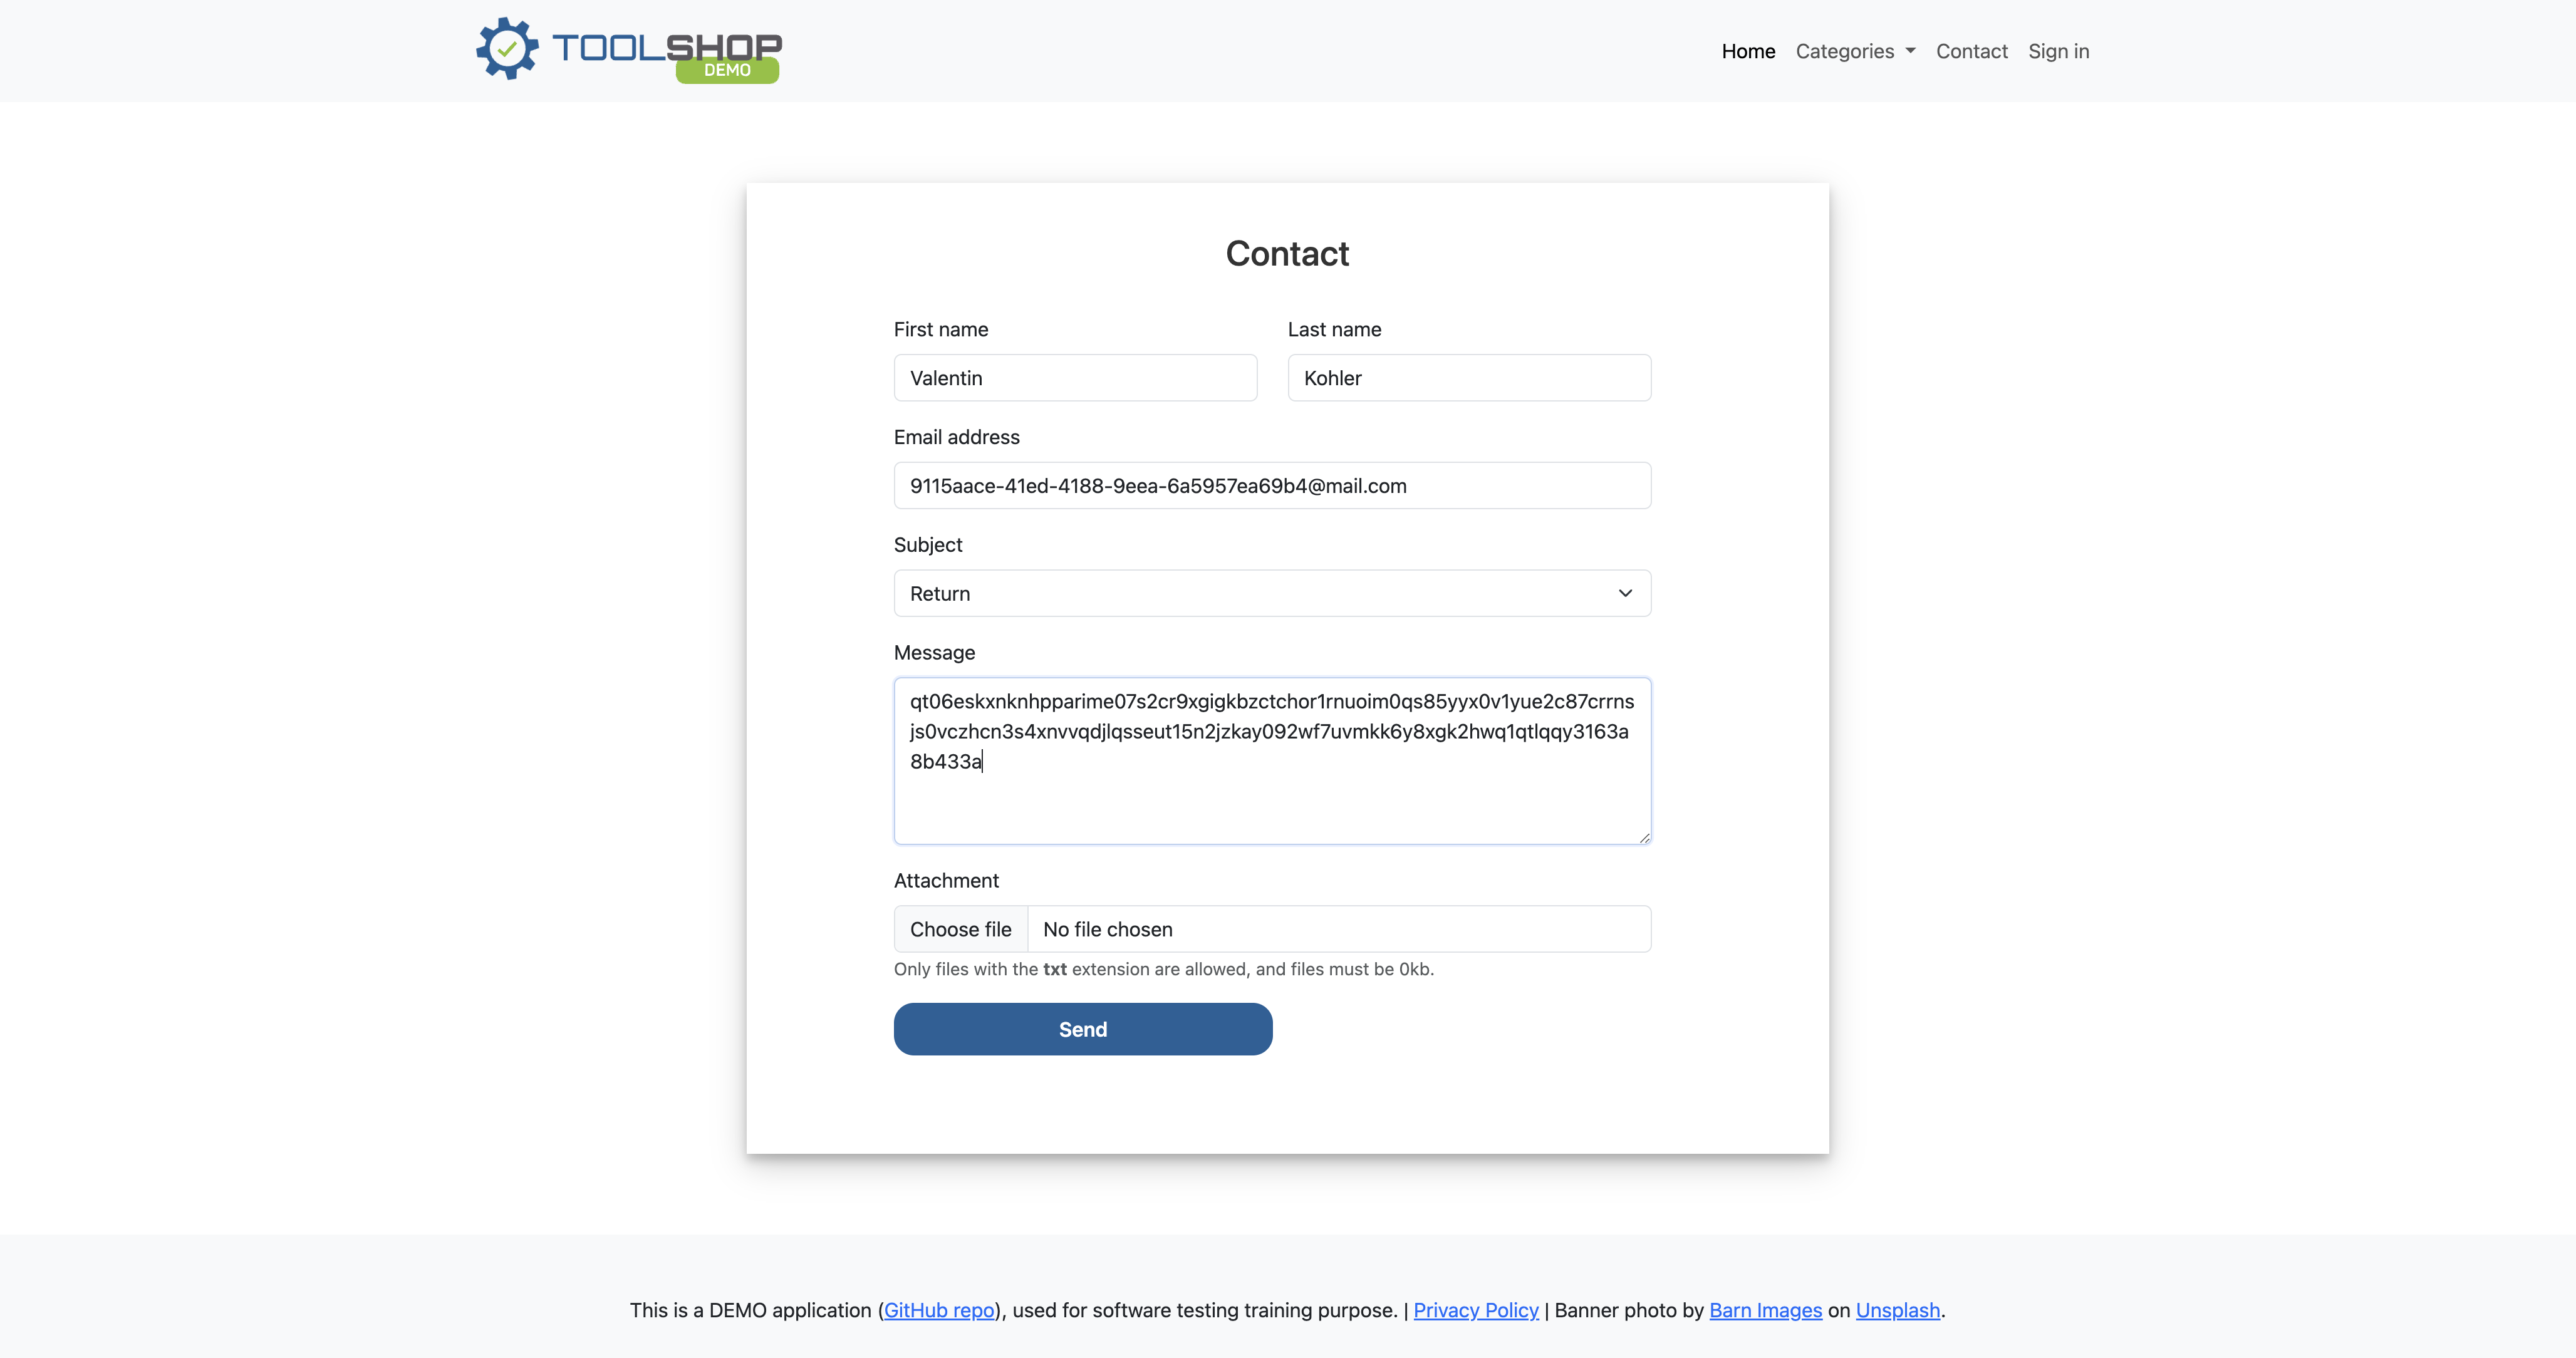 TOOLSHOP
DEMO
Home Categories Contact Sign in
Contact
First name Last name
Valentin Kohler
Email address
9115aace-41ed-4188-9eea-6a5957ea69b4@mail.com
Subject
Return
Message
qt06eskxnknhpparime07s2cr9xgigkbzctchor1rnuoim0qs85yyx0v1yue2c87crrns
js0vczhcn3s4xnvvqdjlqsseut15n2jzkay092wf7uvmkk6y8xgk2hwq1qtlqqy3163a
8b433a
Attachment
Choose file No file chosen
Only files with the txt extension are allowed, and files must be 0kb.
Send
This is a DEMO application (GitHub repo), used for software testing training purpose. | Privacy Policy | Banner photo by Barn Images on Unsplash.